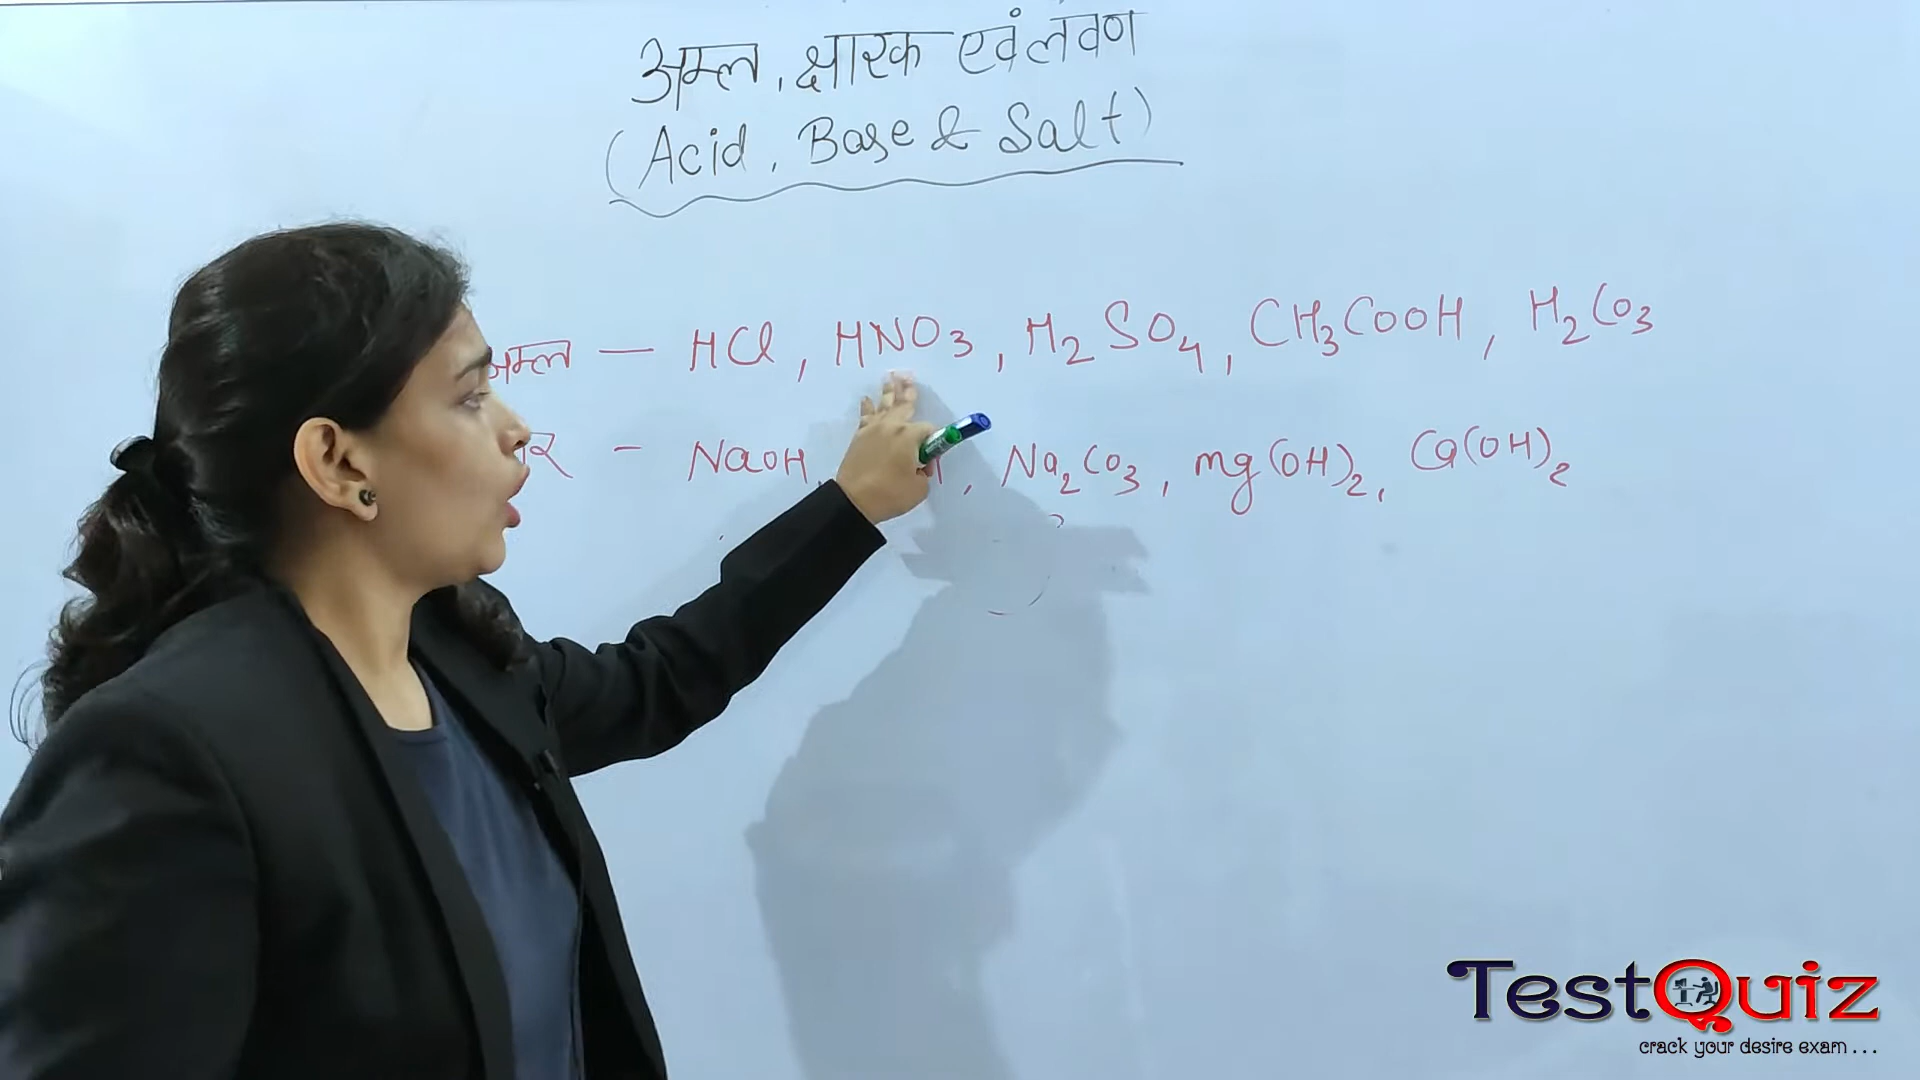 अम्ल, क्षारक एवं लवण
(Acid, Base & Salt)
अम्ल — HCl, HNO3, H2SO4, CH3COOH, H2CO3
- NaOH, Na2CO3, mg(OH)2, Ca(OH)2
TestQuiz
crack your desire exam . . .